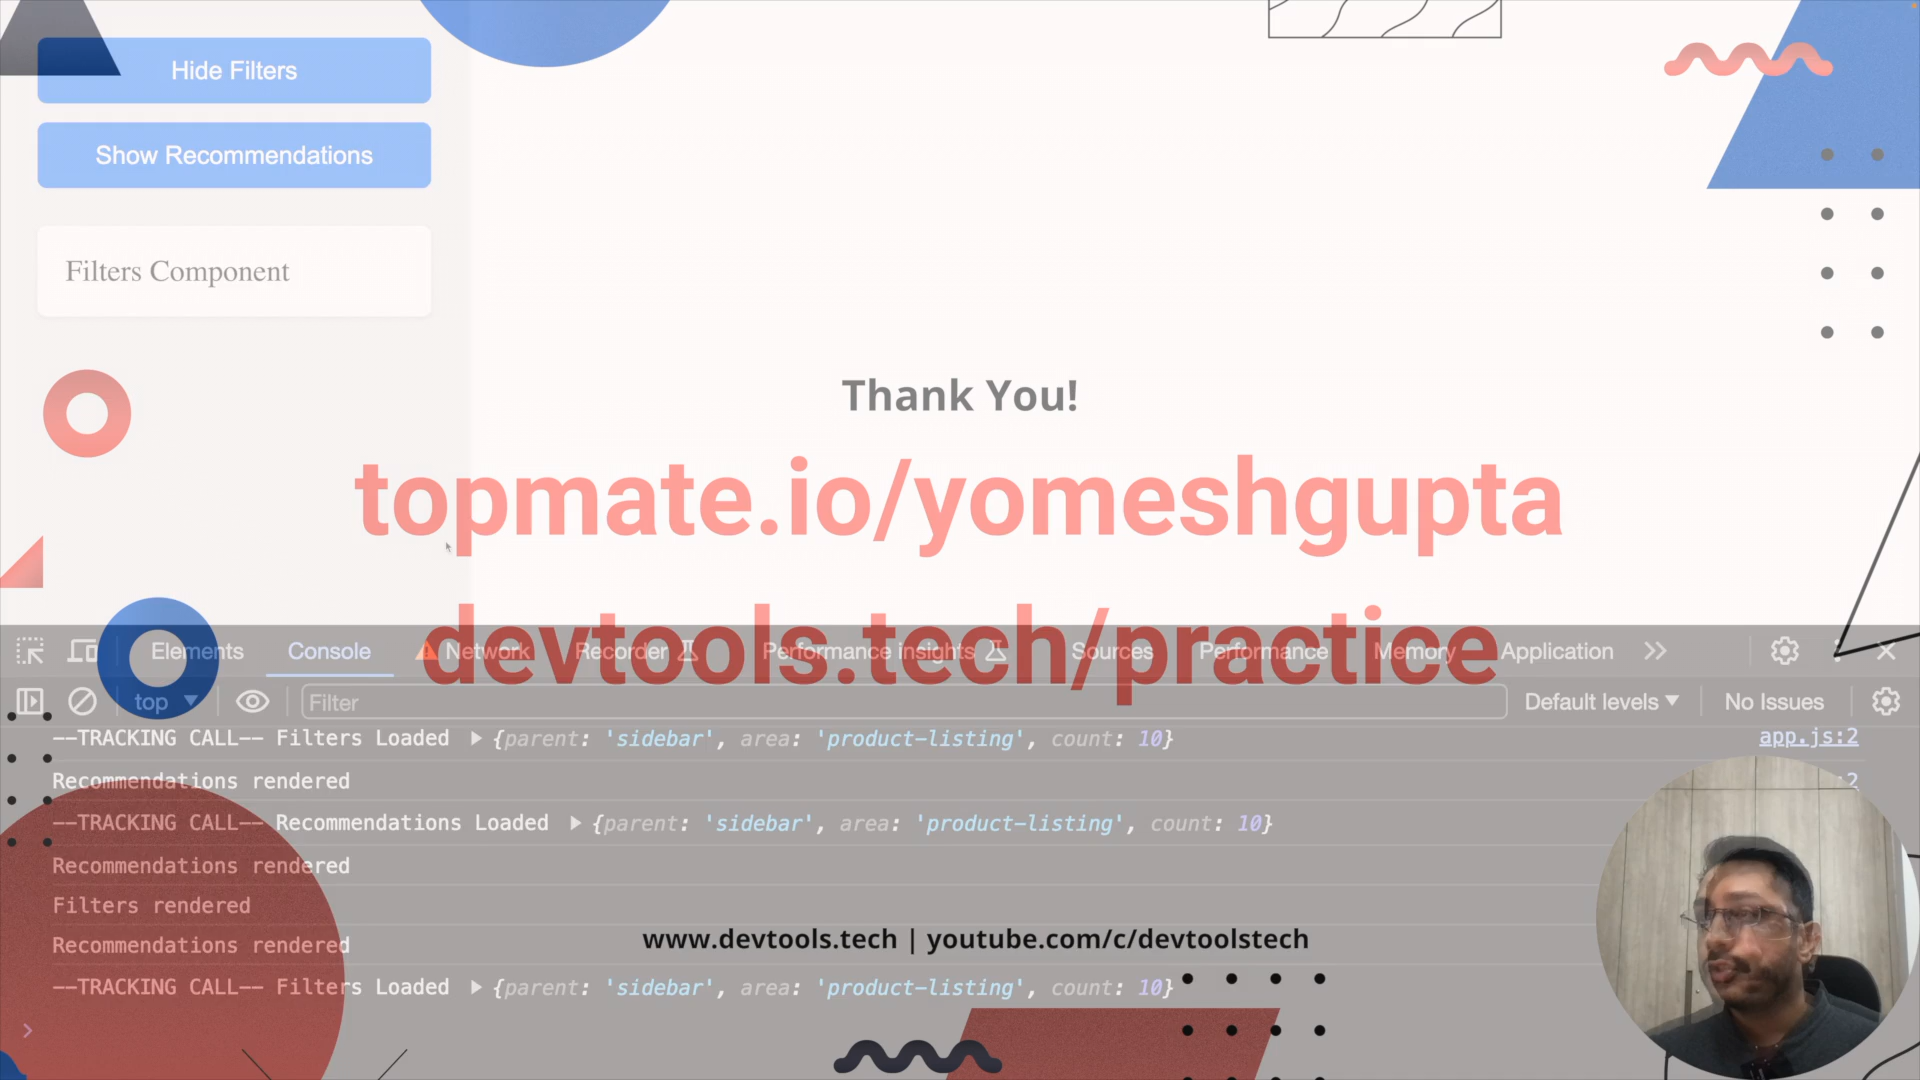 Hide Filters
Show Recommendations
Filters Component
Thank You!
topmate.io/yomeshgupta
devtools.tech/practice
Elements Console Network Recorder Performance insights Sources Performance Memory Application
top Filter Default levels No Issues
--TRACKING CALL-- Filters Loaded {parent: 'sidebar', area: 'product-listing', count: 10} app.js:2
Recommendations rendered :2
--TRACKING CALL-- Recommendations Loaded {parent: 'sidebar', area: 'product-listing', count: 10}
Recommendations rendered
Filters rendered
Recommendations rendered
www.devtools.tech | youtube.com/c/devtoolstech
--TRACKING CALL-- Filters Loaded {parent: 'sidebar', area: 'product-listing', count: 10}